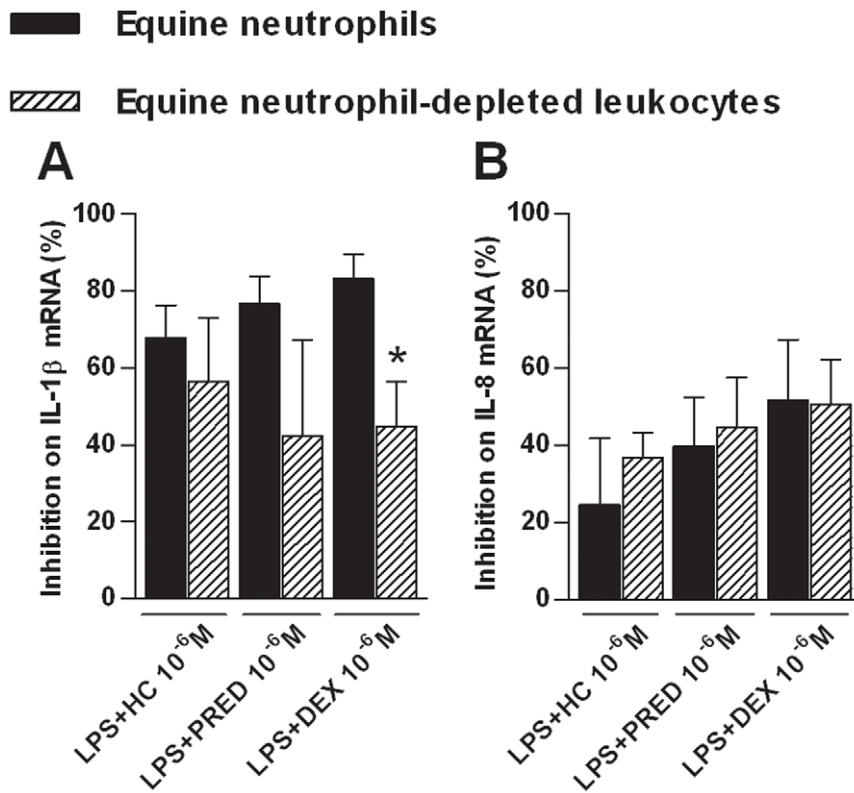 Equine neutrophils
Equine neutrophil-depleted leukocytes
A
Inhibition on IL-1β mRNA (%)
100
80
60
40
20
0
*
LPS+HC 10⁻⁶M
LPS+PRED 10⁻⁶M
LPS+DEX 10⁻⁶M
B
Inhibition on IL-8 mRNA (%)
100
80
60
40
20
0
LPS+HC 10⁻⁶M
LPS+PRED 10⁻⁶M
LPS+DEX 10⁻⁶M